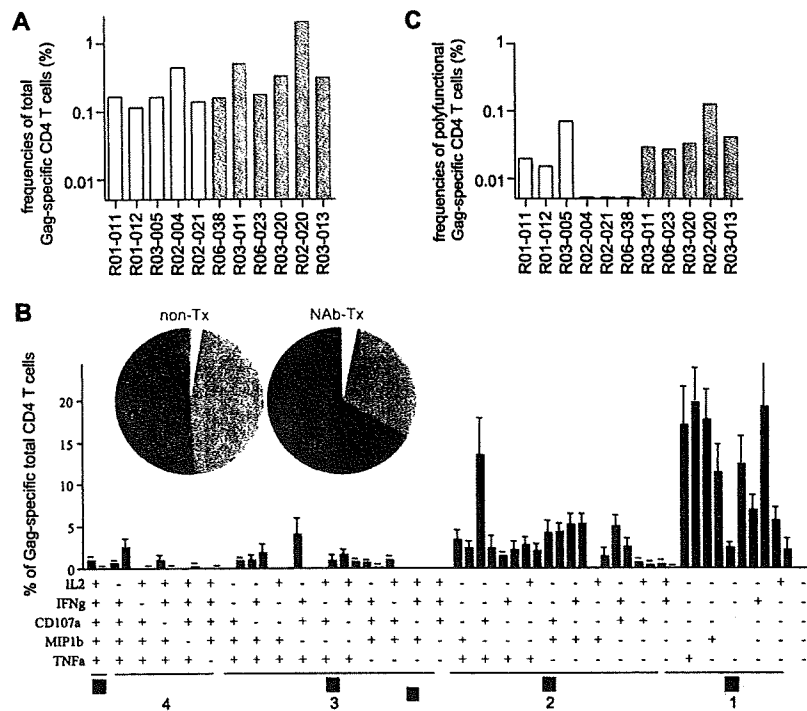 A
frequencies of total
Gag-specific CD4 T cells (%)
1
0.1
0.01
R01-011
R01-012
R03-005
R02-004
R02-021
R06-038
R03-011
R06-023
R03-020
R02-020
R03-013
C
frequencies of polyfunctional
Gag-specific CD4 T cells (%)
1
0.1
0.01
R01-011
R01-012
R03-005
R02-004
R02-021
R06-038
R03-011
R06-023
R03-020
R02-020
R03-013
B
non-Tx
NAb-Tx
% of Gag-specific total CD4 T cells
20
15
10
5
0
IL2
IFNg
CD107a
MIP1b
TNFa
4
3
2
1